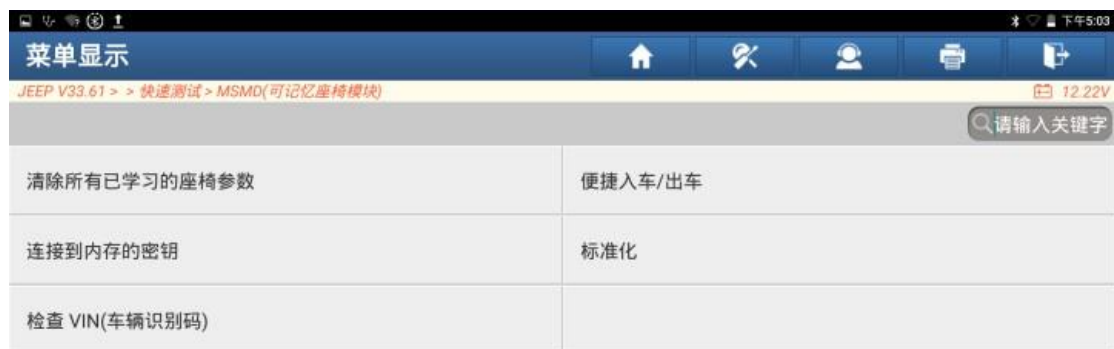 下午5:03
菜单显示
JEEP V33.61 > > 快速测试 > MSMD(可记忆座椅模块) 12.22V
请输入关键字
清除所有已学习的座椅参数 便捷入车/出车
连接到内存的密钥 标准化
检查 VIN(车辆识别码)